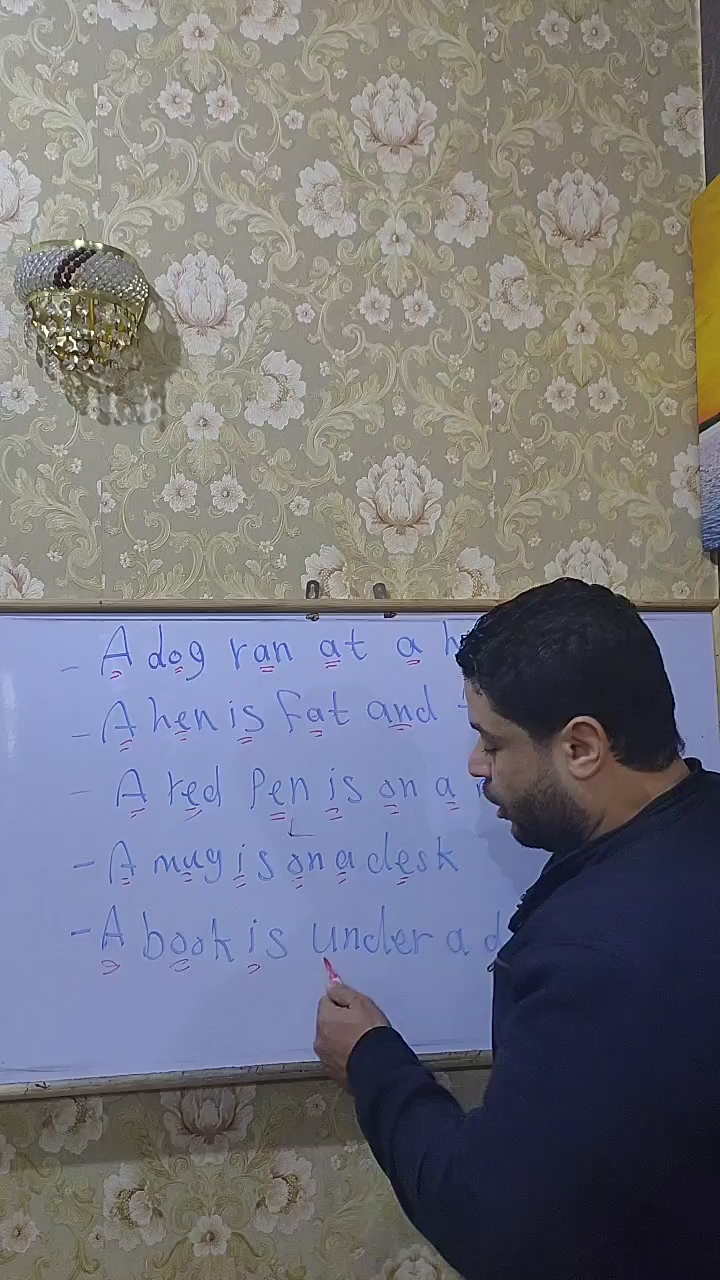 - A dog ran at a
- A hen is fat and
- A red Pen is on a
- A mug is on a desk
- A book is under a